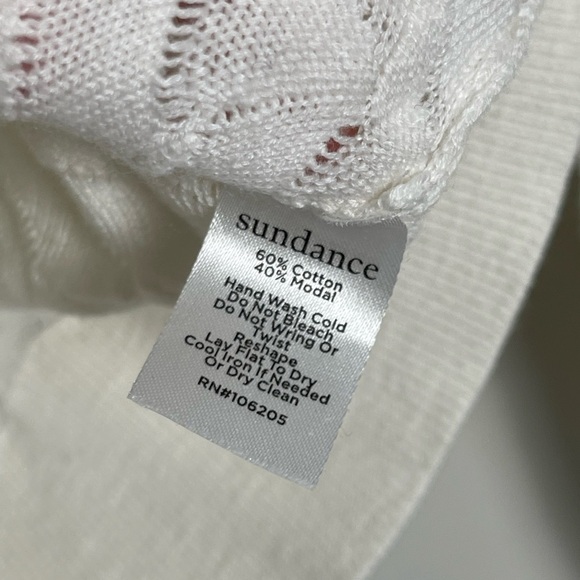 sundance
60% Cotton
40% Modal
Hand Wash Cold
Do Not Bleach
Do Not Wring Or
Twist
Reshape
Lay Flat To Dry
Cool Iron If Needed
Or Dry Clean
RN#106205